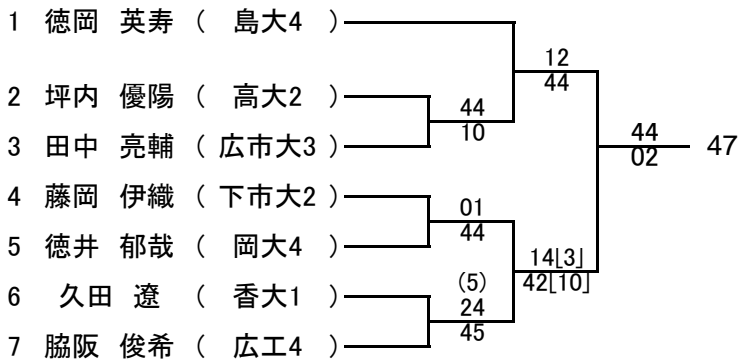 1 徳岡 英寿 ( 島大4 )
12
44
2 坪内 優陽 ( 高大2 )
44
10
3 田中 亮輔 ( 広市大3 )
44
02
47
4 藤岡 伊織 ( 下市大2 )
01
44
5 徳井 郁哉 ( 岡大4 )
14[3]
42[10]
6 久田 遼 ( 香大1 )
(5)
24
45
7 脇阪 俊希 ( 広工4 )